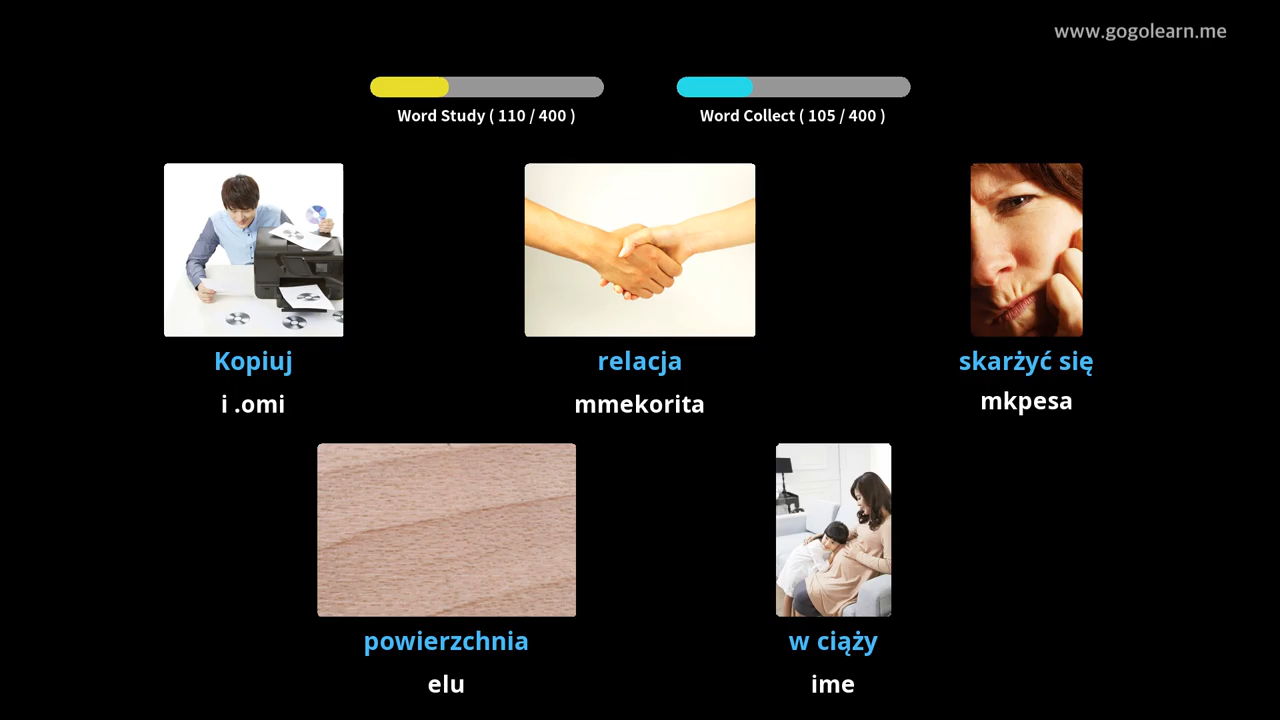 www.gogolearn.me
Word Study ( 110 / 400 )
Word Collect ( 105 / 400 )
Kopiuj
i .omi
relacja
mmekorita
skarżyć się
mkpesa
powierzchnia
elu
w ciąży
ime